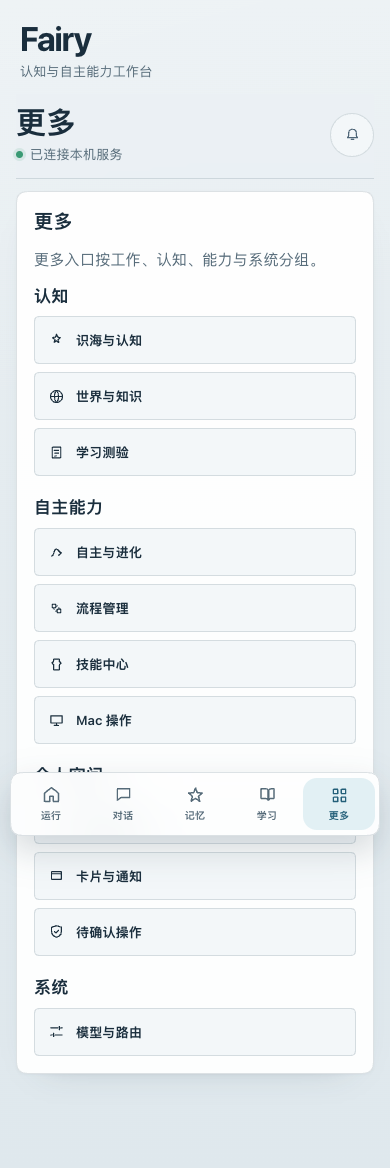 Fairy
认知与自主能力工作台
更多
已连接本机服务
更多
更多入口按工作、认知、能力与系统分组。
认知
识海与认知
世界与知识
学习测验
自主能力
自主与进化
流程管理
技能中心
Mac 操作
运行
对话
记忆
学习
更多
卡片与通知
待确认操作
系统
模型与路由